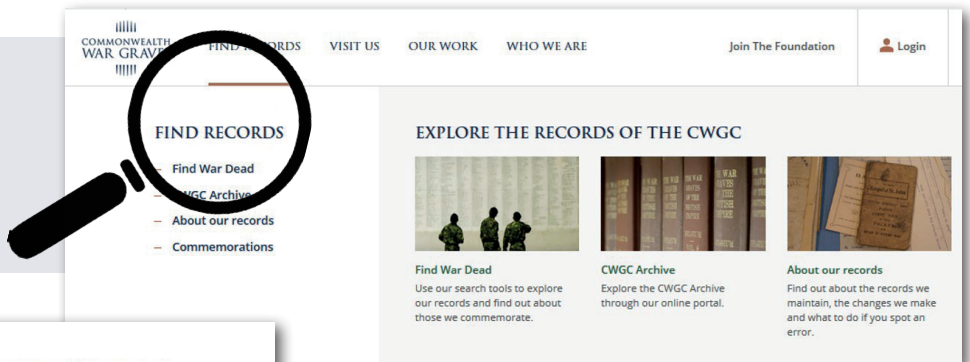 COMMONWEALTH
WAR GRAVES
FIND RECORDS
VISIT US
OUR WORK
WHO WE ARE
Join The Foundation
Login
FIND RECORDS
– Find War Dead
– CWGC Archive
– About our records
– Commemorations
EXPLORE THE RECORDS OF THE CWGC
Find War Dead
Use our search tools to explore
our records and find out about
those we commemorate.
CWGC Archive
Explore the CWGC Archive
through our online portal.
About our records
Find out about the records we
maintain, the changes we make
and what to do if you spot an
error.